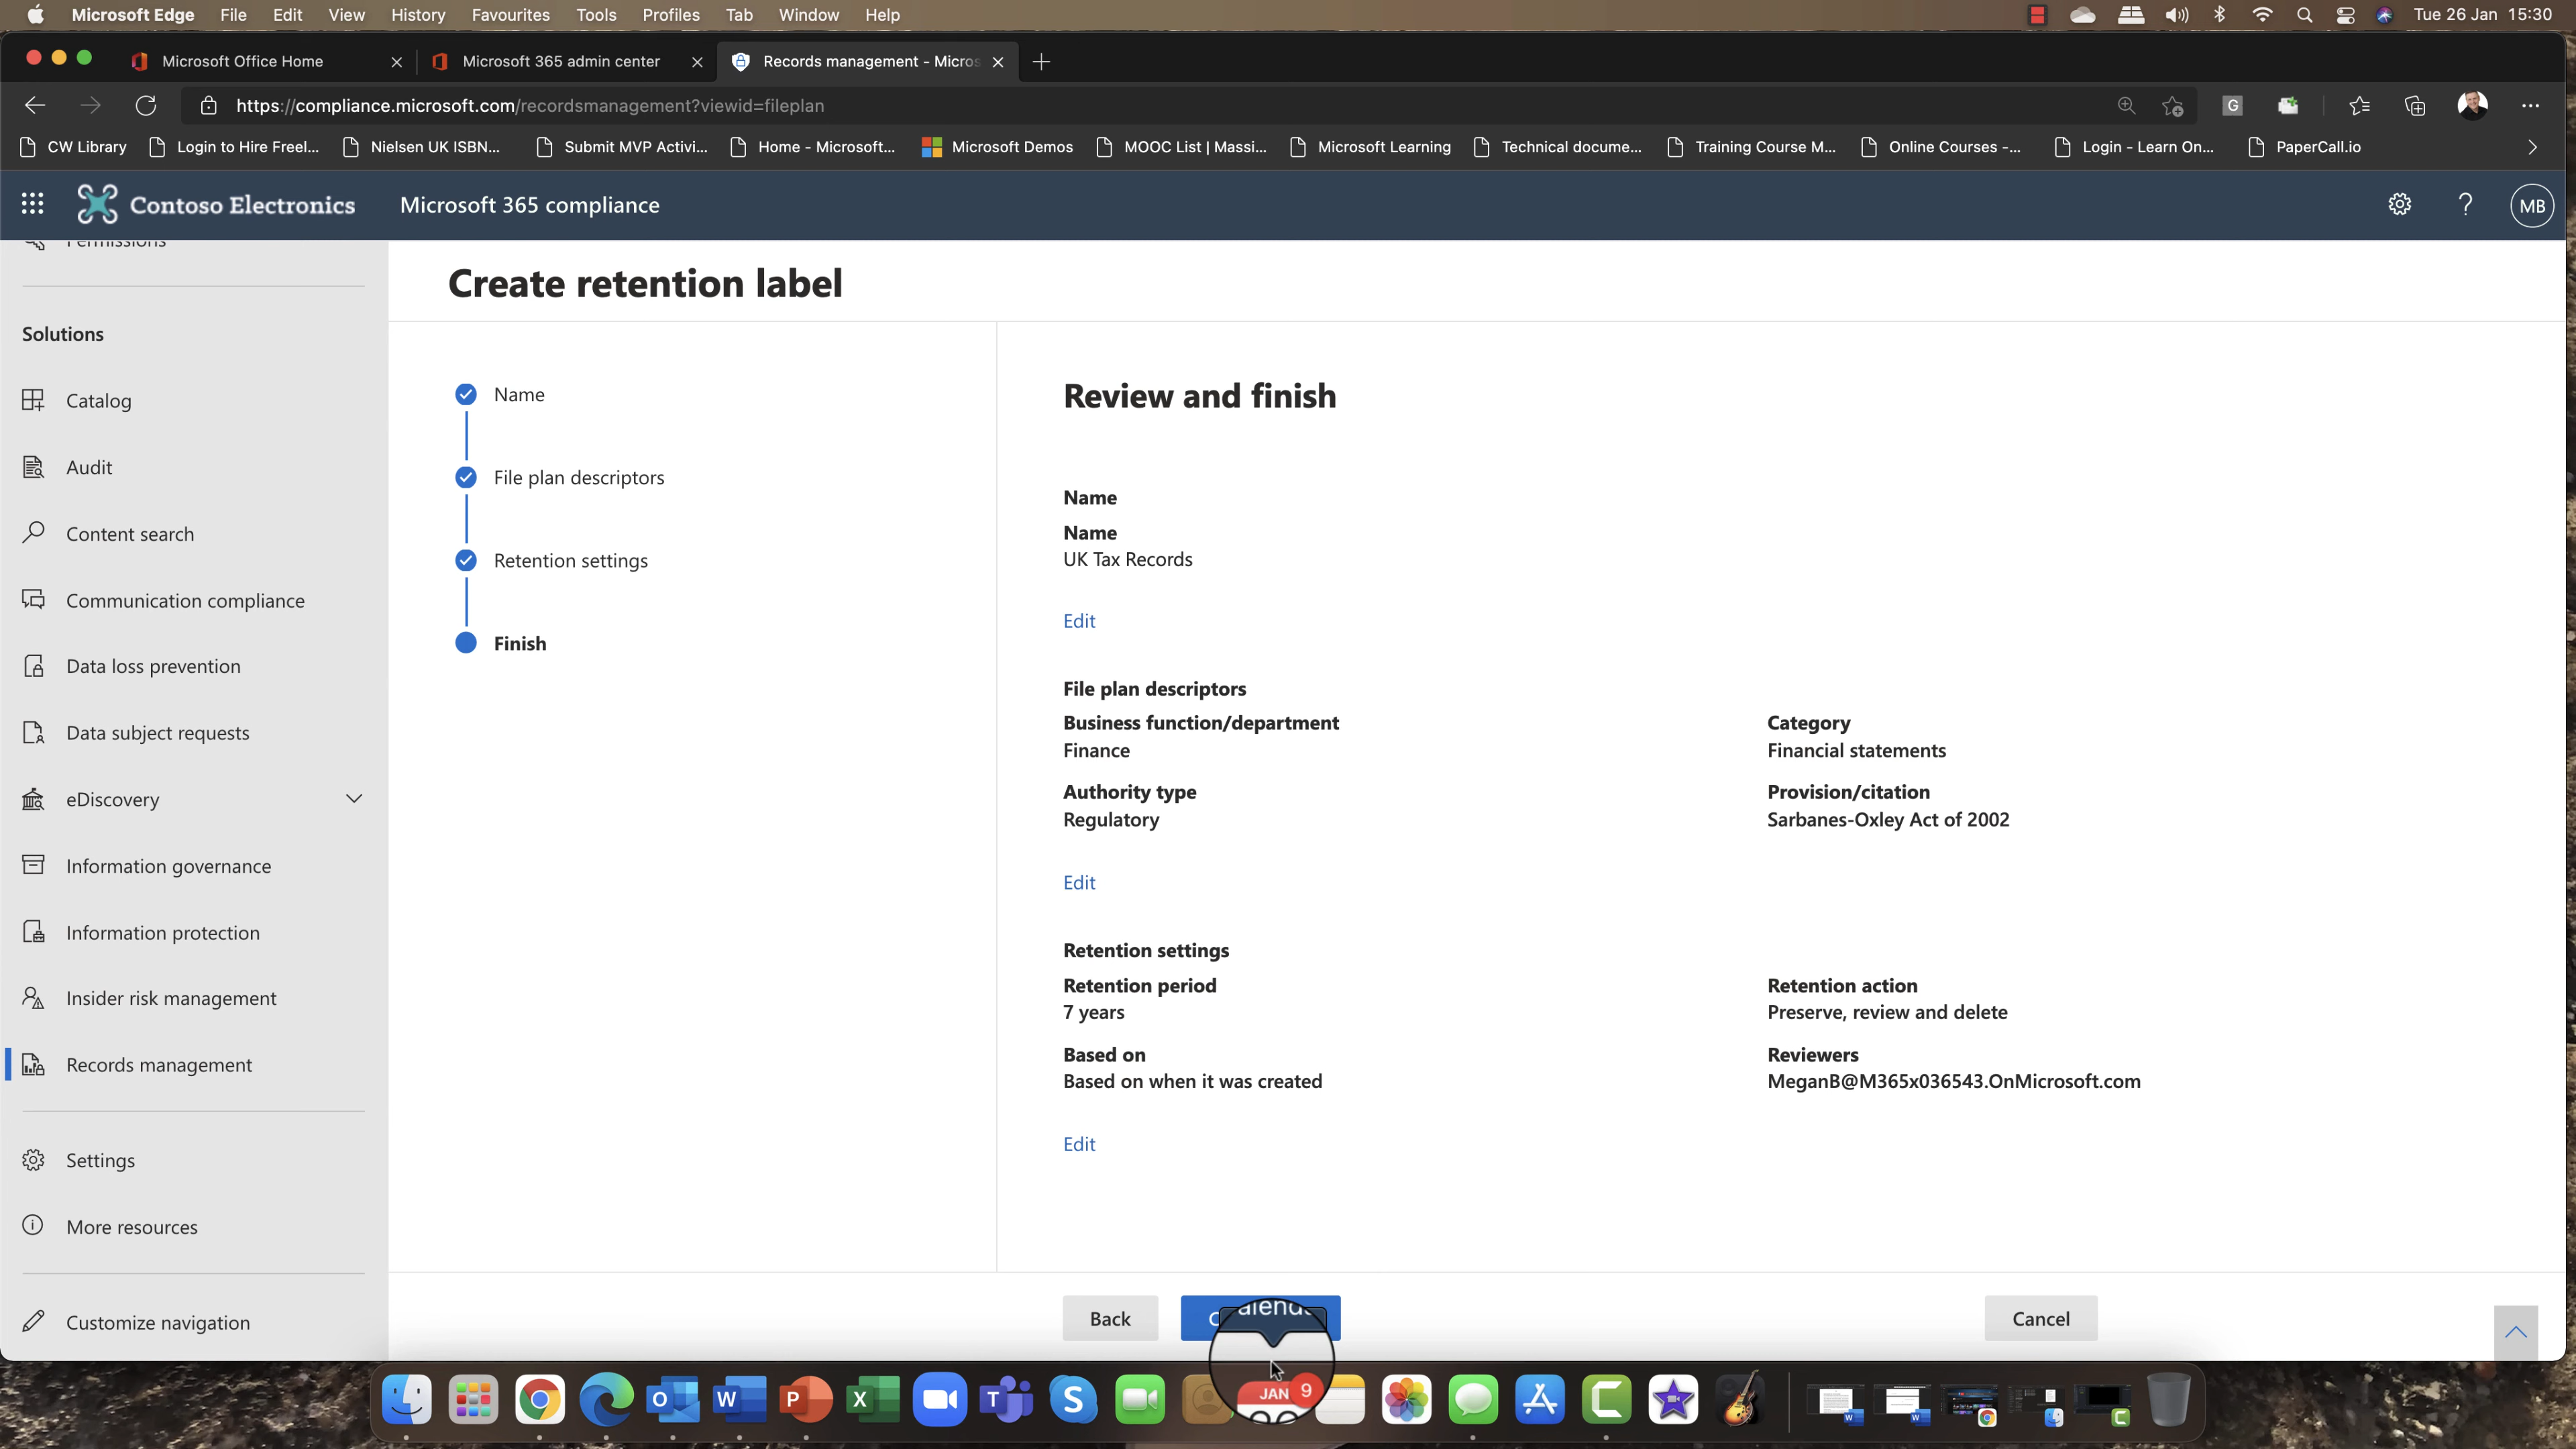 Microsoft Edge File Edit View History Favourites Tools Profiles Tab Window Help Tue 26 Jan 15:30
Microsoft Office Home Microsoft 365 admin center Records management - Micros
https://compliance.microsoft.com/recordsmanagement?viewid=fileplan G
CW Library Login to Hire Freel... Nielsen UK ISBN... Submit MVP Activi... Home - Microsoft... Microsoft Demos MOOC List | Massi... Microsoft Learning Technical docume... Training Course M... Online Courses -... Login - Learn On... PaperCall.io
Contoso Electronics Microsoft 365 compliance ? MB
Permissions
Solutions
Catalog
Audit
Content search
Communication compliance
Data loss prevention
Data subject requests
eDiscovery
Information governance
Information protection
Insider risk management
Records management
Settings
More resources
Customize navigation
Create retention label
Name
File plan descriptors
Retention settings
Finish
Review and finish
Name
Name
UK Tax Records
Edit
File plan descriptors
Business function/department Category
Finance Financial statements
Authority type Provision/citation
Regulatory Sarbanes-Oxley Act of 2002
Edit
Retention settings
Retention period Retention action
7 years Preserve, review and delete
Based on Reviewers
Based on when it was created MeganB@M365x036543.OnMicrosoft.com
Edit
Back Cancel
JAN 9